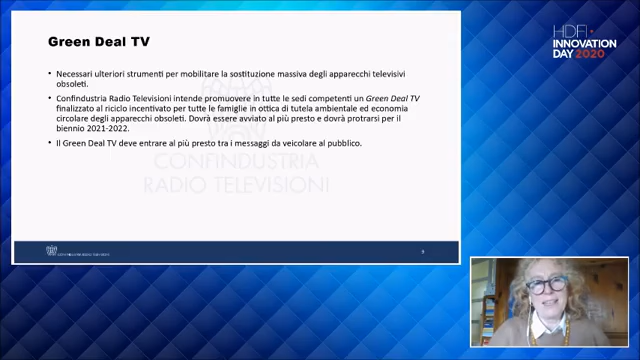 Green Deal TV
HDFI
INNOVATION
DAY 2020
• Necessari ulteriori strumenti per mobilitare la sostituzione massiva degli apparecchi televisivi
obsoleti.
• Confindustria Radio Televisioni intende promuovere in tutte le sedi competenti un Green Deal TV
finalizzato al riciclo incentivato per tutte le famiglie in ottica di tutela ambientale ed economia
circolare degli apparecchi obsoleti. Dovrà essere avviato al più presto e dovrà protrarsi per il
biennio 2021-2022.
• Il Green Deal TV deve entrare al più presto tra i messaggi da veicolare al pubblico.
CONFINDUSTRIA
RADIO TELEVISIONI